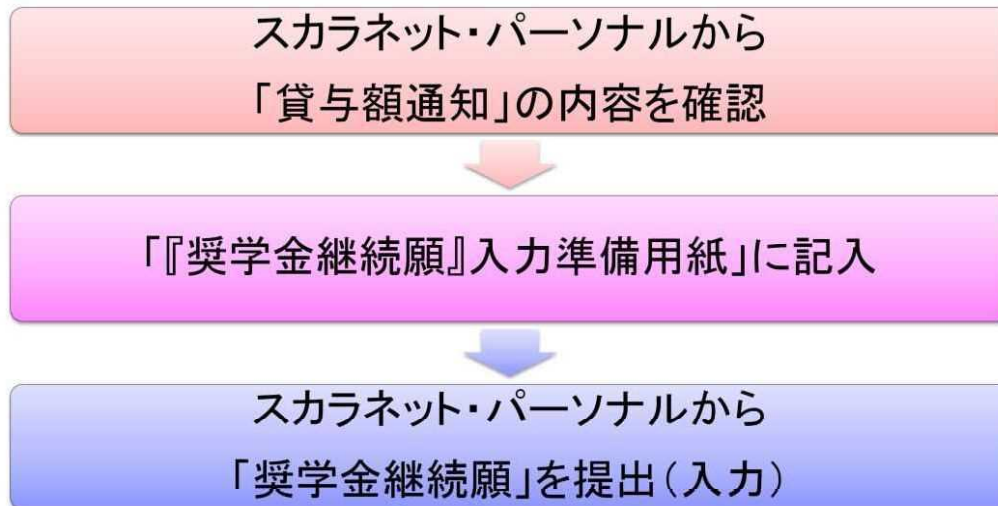 スカラネット・パーソナルから
「貸与額通知」の内容を確認
「『奨学金継続願』入力準備用紙」に記入
スカラネット・パーソナルから
「奨学金継続願」を提出（入力）